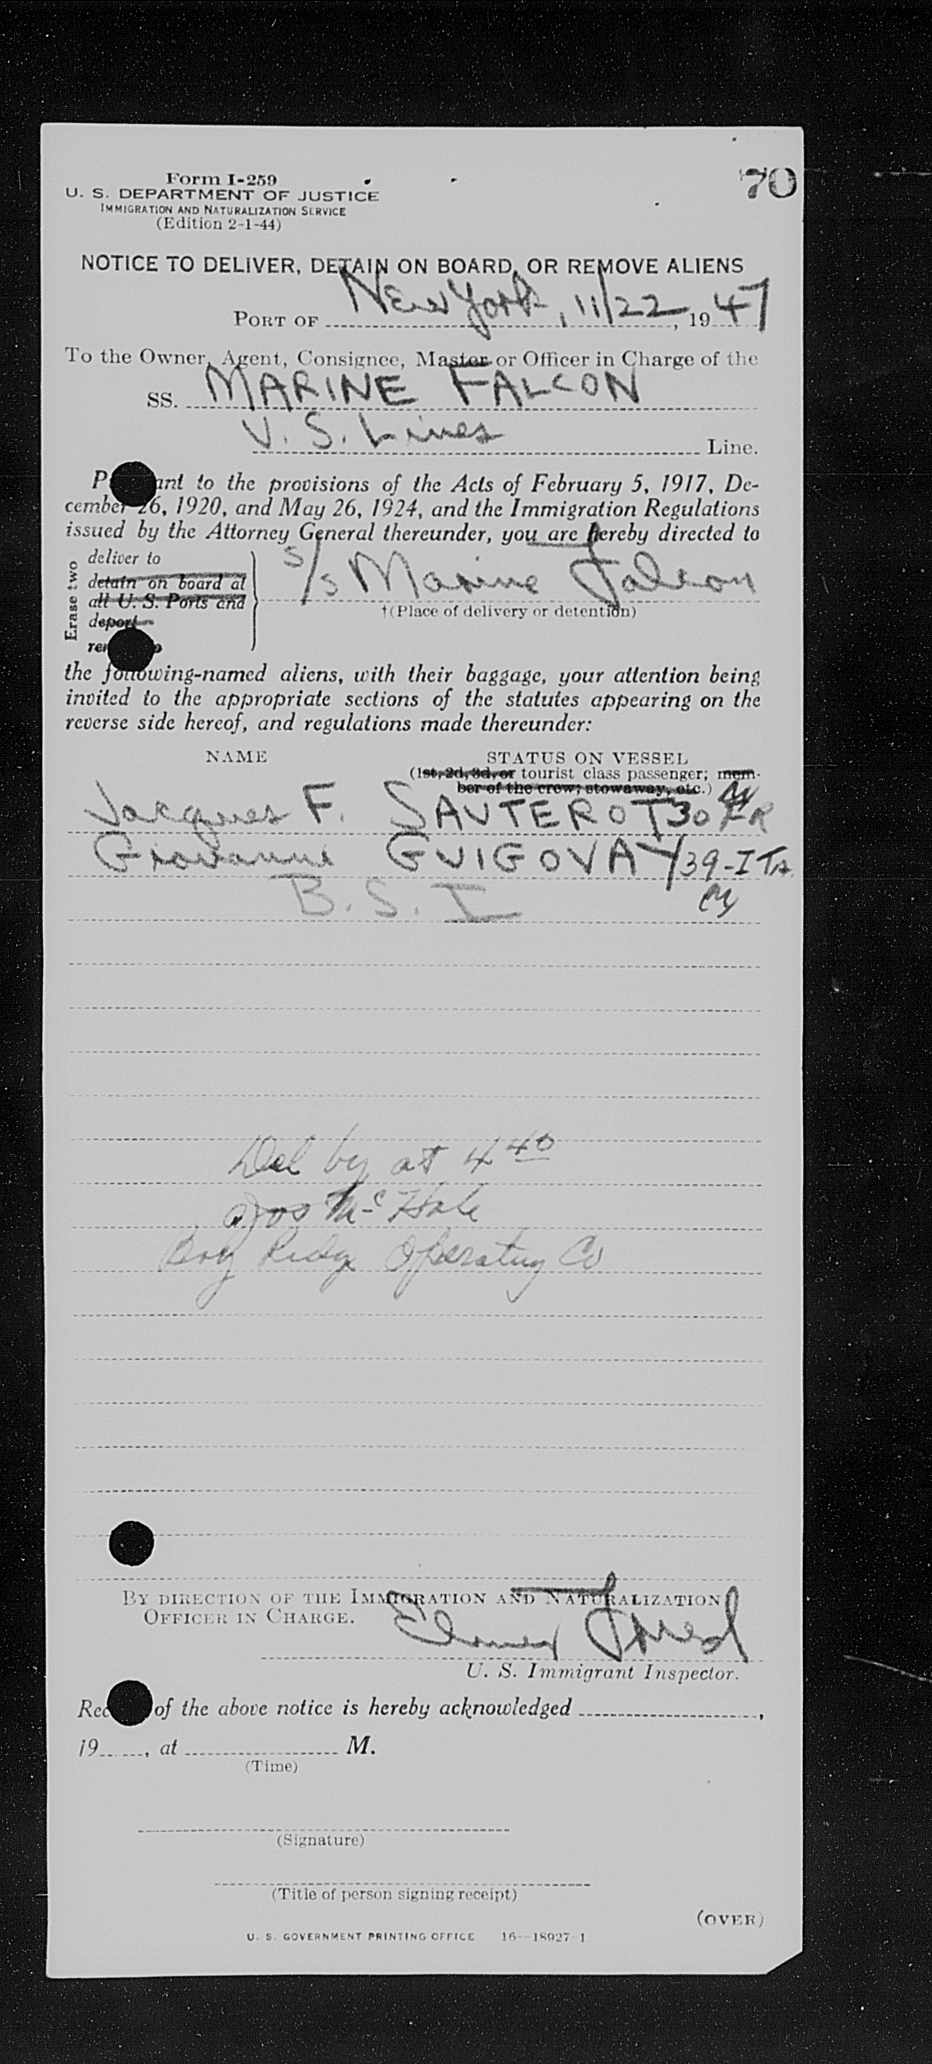 70
Form I-259
U. S. DEPARTMENT OF JUSTICE
IMMIGRATION AND NATURALIZATION SERVICE
(Edition 2-1-44)
NOTICE TO DELIVER, DETAIN ON BOARD, OR REMOVE ALIENS
PORT OF New York, 11/22, 1947
To the Owner, Agent, Consignee, Master or Officer in Charge of the
SS. MARINE FALCON
U. S. Lines Line.
P ant to the provisions of the Acts of February 5, 1917, De-
cember 26, 1920, and May 26, 1924, and the Immigration Regulations
issued by the Attorney General thereunder, you are hereby directed to
Erase two
deliver to
detain on board at
all U. S. Ports and
deport
re o
S/S Marine Falcon
†(Place of delivery or detention)
the following-named aliens, with their baggage, your attention being
invited to the appropriate sections of the statutes appearing on the
reverse side hereof, and regulations made thereunder:
NAME STATUS ON VESSEL
(1st, 2d, 3d, or tourist class passenger; mem-
ber of the crew; stowaway, etc.)
Jacques F. SAUTEROT 30 FR
Giovanni GUIGOVAY 39-ITA.
B.S.I
Del by at 4 40
Jos McHale
Bay Ridge Operating Co
BY DIRECTION OF THE IMMIGRATION AND NATURALIZATION
OFFICER IN CHARGE.
U. S. Immigrant Inspector.
Rec of the above notice is hereby acknowledged ,
19 , at M.
(Time)
(Signature)
(Title of person signing receipt)
(OVER)
U. S. GOVERNMENT PRINTING OFFICE 16—18927-1